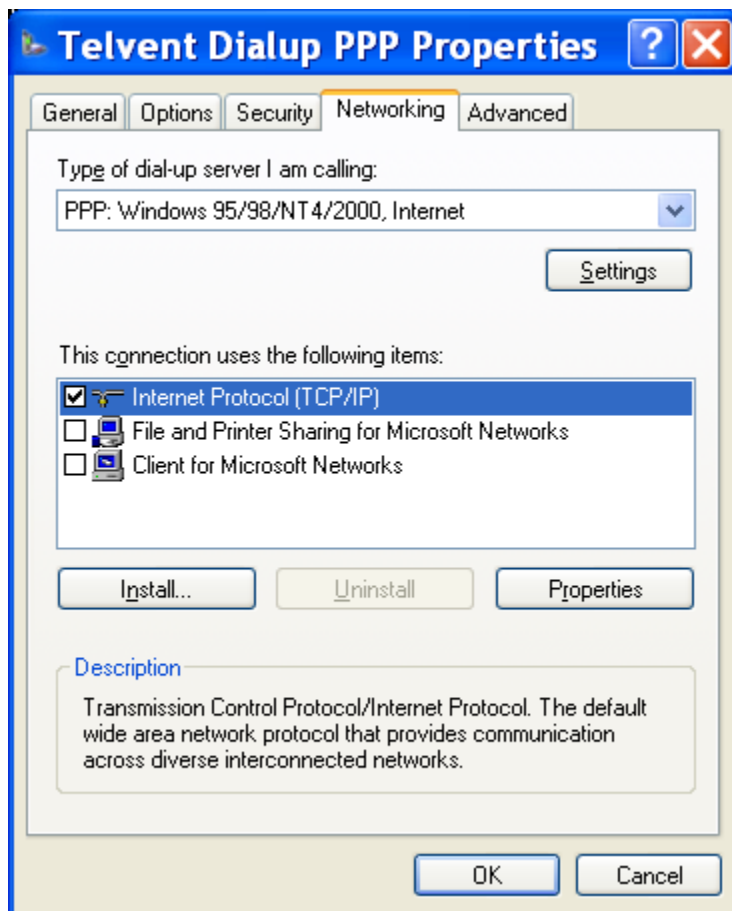 Telvent Dialup PPP Properties
General Options Security Networking Advanced
Type of dial-up server I am calling:
PPP: Windows 95/98/NT4/2000, Internet
Settings
This connection uses the following items:
Internet Protocol (TCP/IP)
File and Printer Sharing for Microsoft Networks
Client for Microsoft Networks
Install... Uninstall Properties
Description
Transmission Control Protocol/Internet Protocol. The default
wide area network protocol that provides communication
across diverse interconnected networks.
OK Cancel